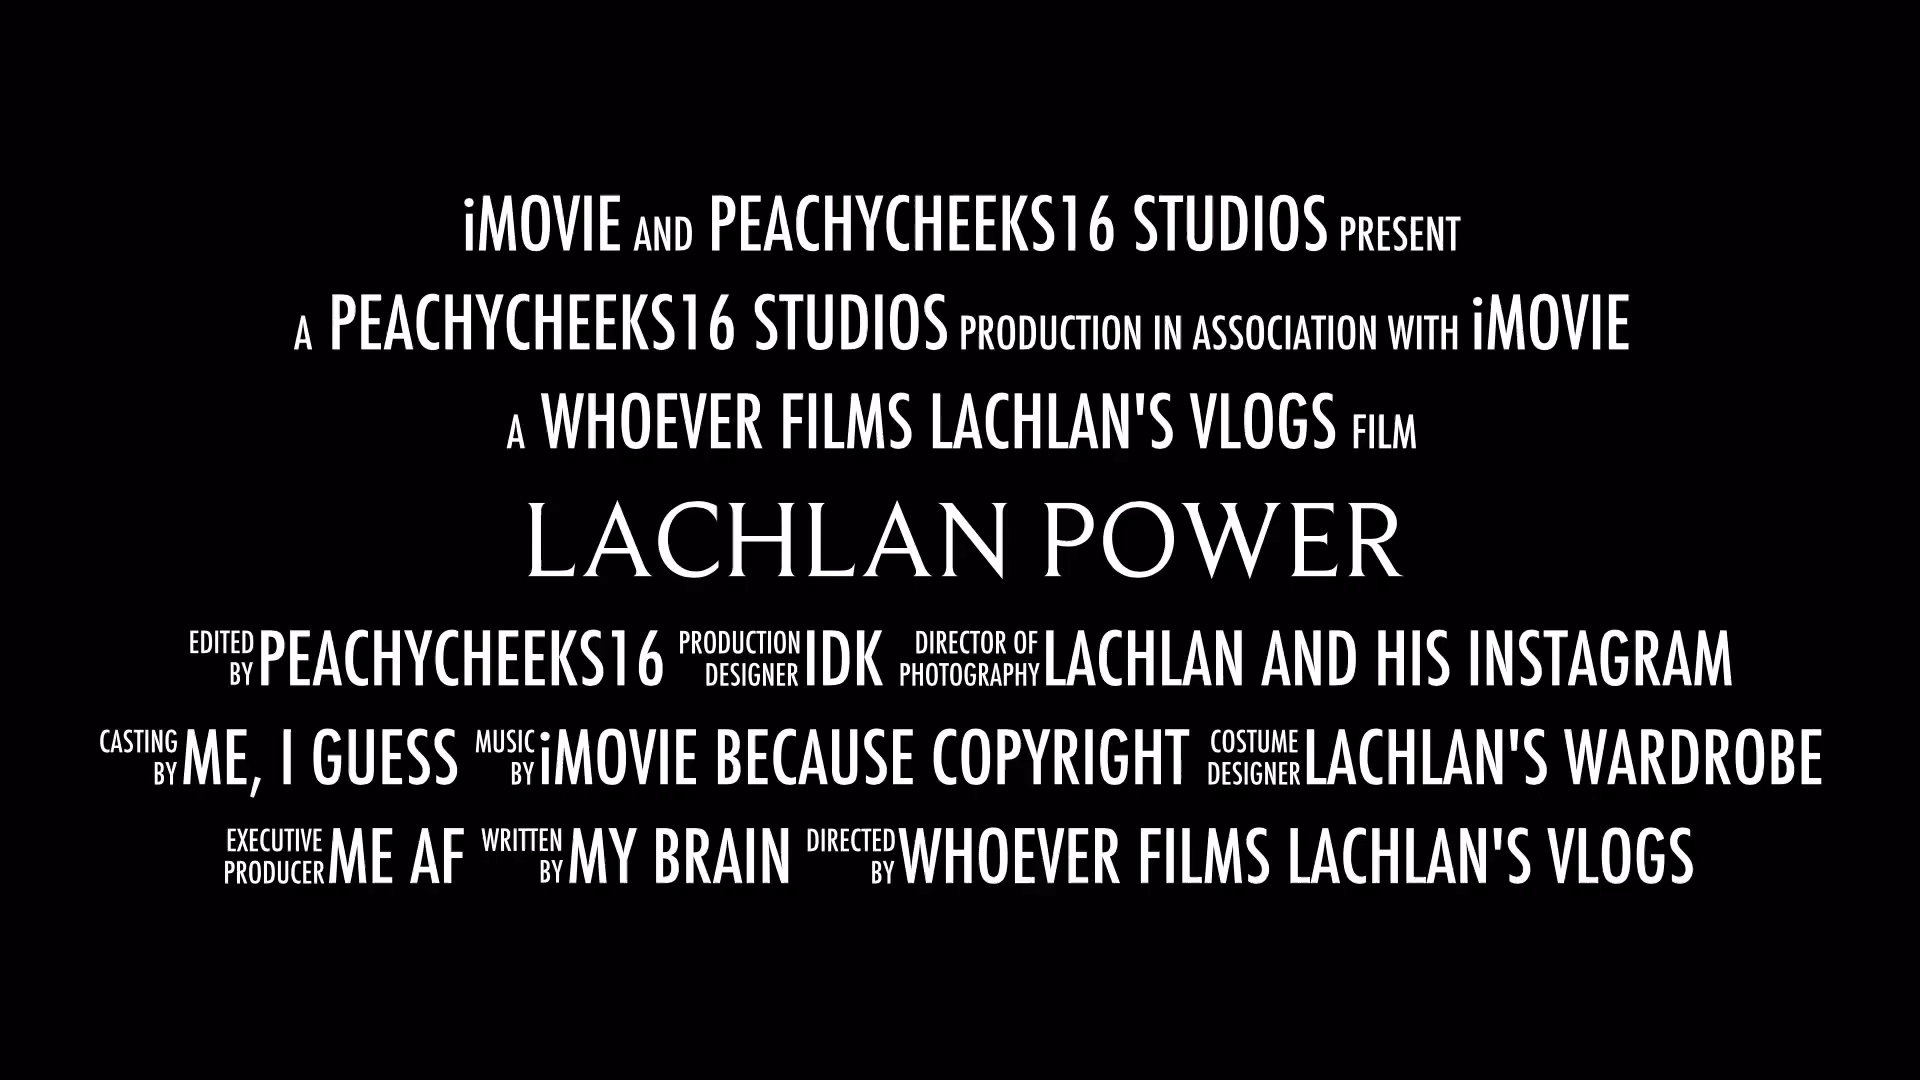 iMOVIE AND PEACHYCHEEKS16 STUDIOS PRESENT
A PEACHYCHEEKS16 STUDIOS PRODUCTION IN ASSOCIATION WITH iMOVIE
A WHOEVER FILMS LACHLAN'S VLOGS FILM
LACHLAN POWER
EDITED BY PEACHYCHEEKS16 PRODUCTION DESIGNER IDK DIRECTOR OF PHOTOGRAPHY LACHLAN AND HIS INSTAGRAM
CASTING BY ME, I GUESS MUSIC BY iMOVIE BECAUSE COPYRIGHT COSTUME DESIGNER LACHLAN'S WARDROBE
EXECUTIVE PRODUCER ME AF WRITTEN BY MY BRAIN DIRECTED BY WHOEVER FILMS LACHLAN'S VLOGS